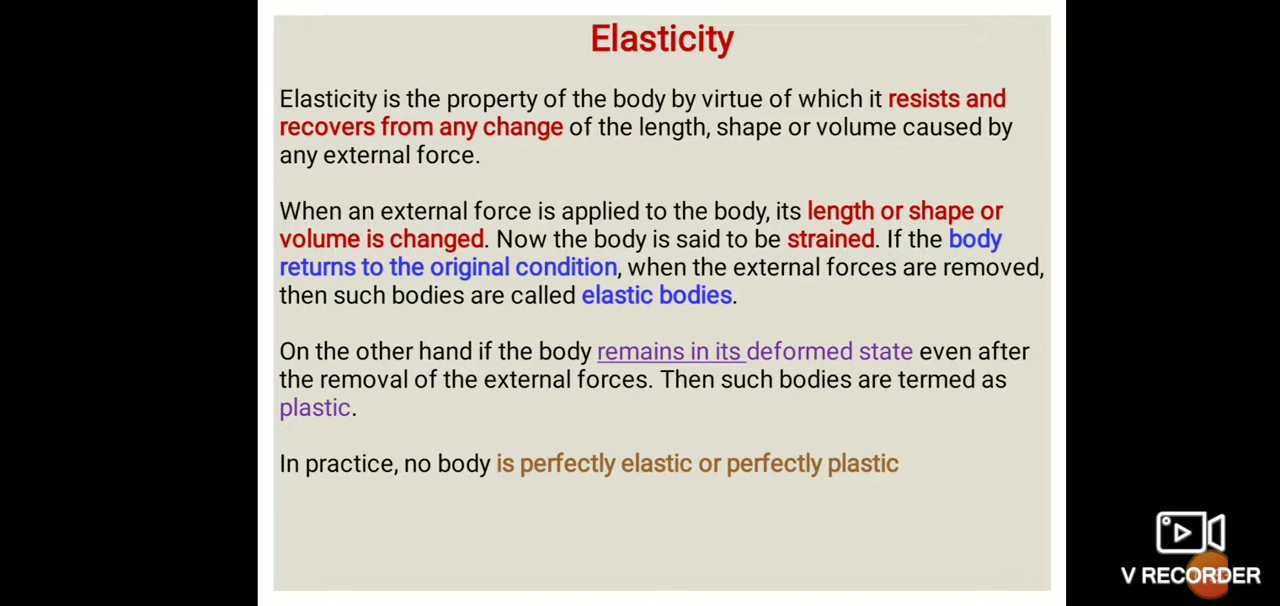 Elasticity
Elasticity is the property of the body by virtue of which it resists and
recovers from any change of the length, shape or volume caused by
any external force.
When an external force is applied to the body, its length or shape or
volume is changed. Now the body is said to be strained. If the body
returns to the original condition, when the external forces are removed,
then such bodies are called elastic bodies.
On the other hand if the body remains in its deformed state even after
the removal of the external forces. Then such bodies are termed as
plastic.
In practice, no body is perfectly elastic or perfectly plastic
V RECORDER